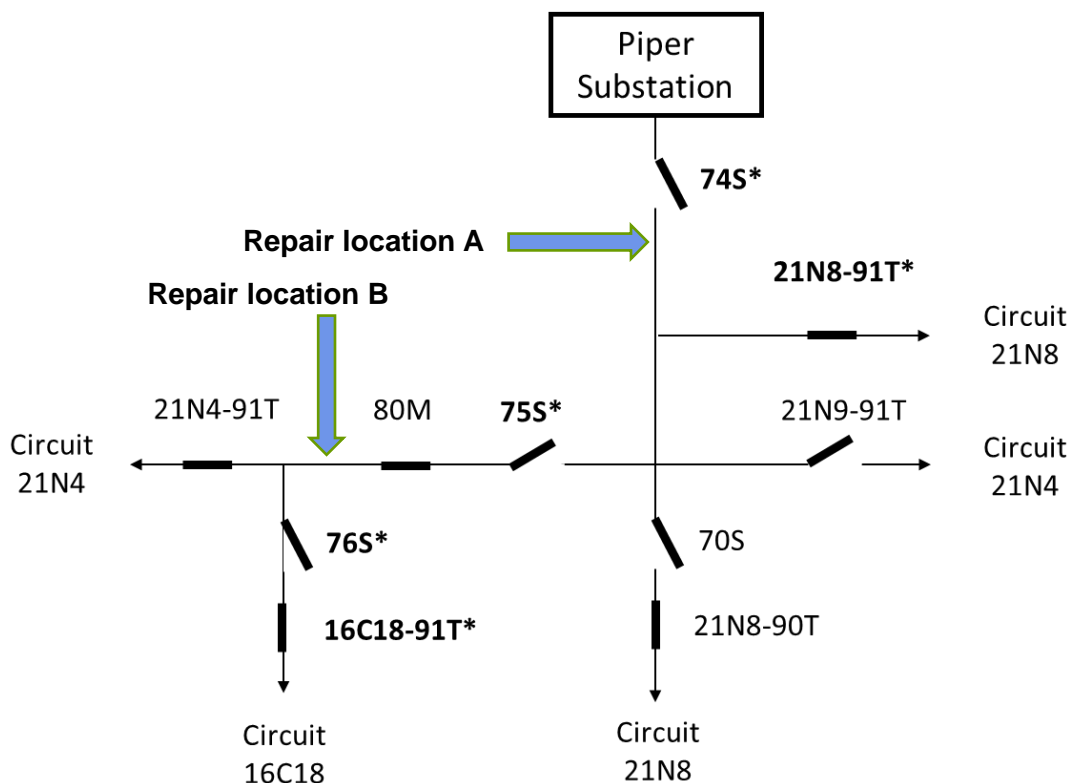 Piper
Substation
74S*
Repair location A
21N8-91T*
Repair location B
Circuit
21N8
21N4-91T
80M
75S*
21N9-91T
Circuit
21N4
Circuit
21N4
76S*
70S
16C18-91T*
21N8-90T
Circuit
16C18
Circuit
21N8